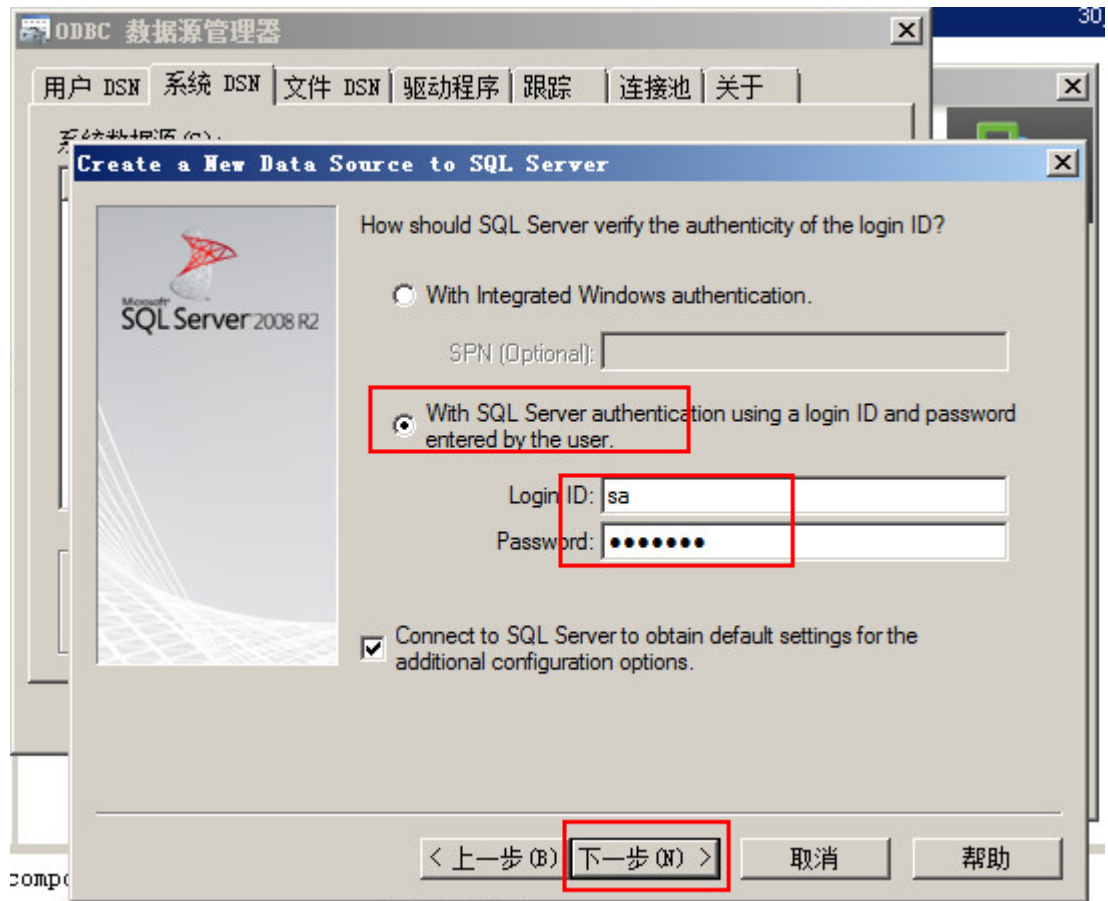 30
ODBC 数据源管理器
用户 DSN 系统 DSN 文件 DSN 驱动程序 跟踪 连接池 关于
系统数据源(S):
Create a New Data Source to SQL Server
How should SQL Server verify the authenticity of the login ID?
With Integrated Windows authentication.
Microsoft
SQL Server 2008 R2
SPN (Optional):
With SQL Server authentication using a login ID and password
entered by the user.
Login ID: sa
Password: •••••••
Connect to SQL Server to obtain default settings for the
additional configuration options.
< 上一步(B) 下一步(N) > 取消 帮助